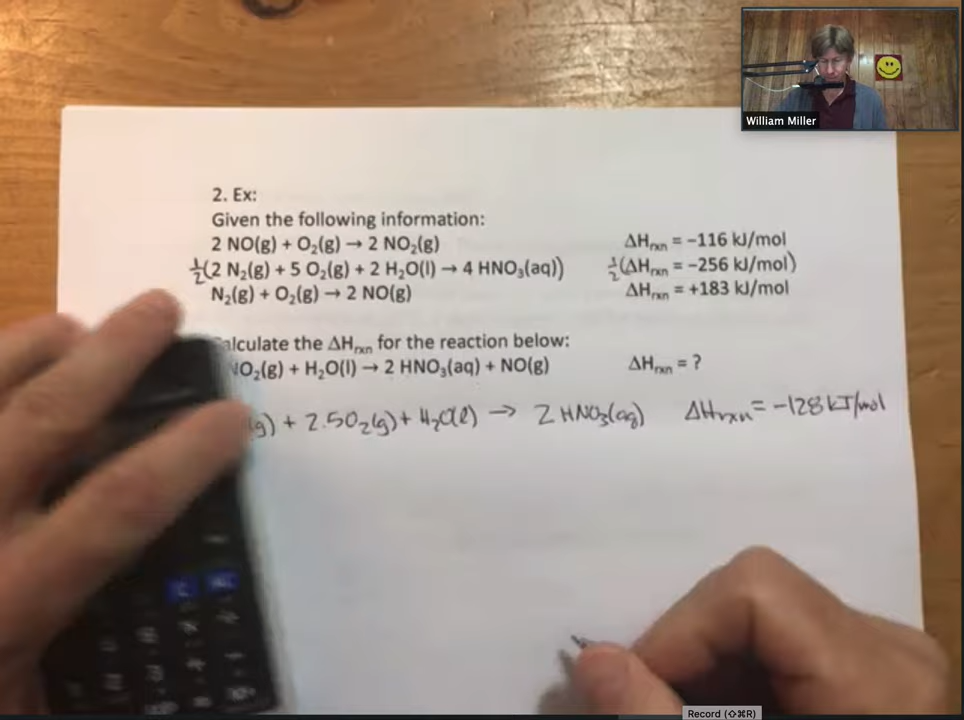 William Miller
2. Ex:
Given the following information:
2 NO(g) + O₂(g) → 2 NO₂(g) ΔHrxn = −116 kJ/mol
½(2 N₂(g) + 5 O₂(g) + 2 H₂O(l) → 4 HNO₃(aq)) ½(ΔHrxn = −256 kJ/mol)
N₂(g) + O₂(g) → 2 NO(g) ΔHrxn = +183 kJ/mol
alculate the ΔHrxn for the reaction below:
NO₂(g) + H₂O(l) → 2 HNO₃(aq) + NO(g) ΔHrxn = ?
(g) + 2.5O₂(g) + H₂O(l) → 2 HNO₃(aq) ΔHrxn = −128 kJ/mol
Record (⇧⌘R)